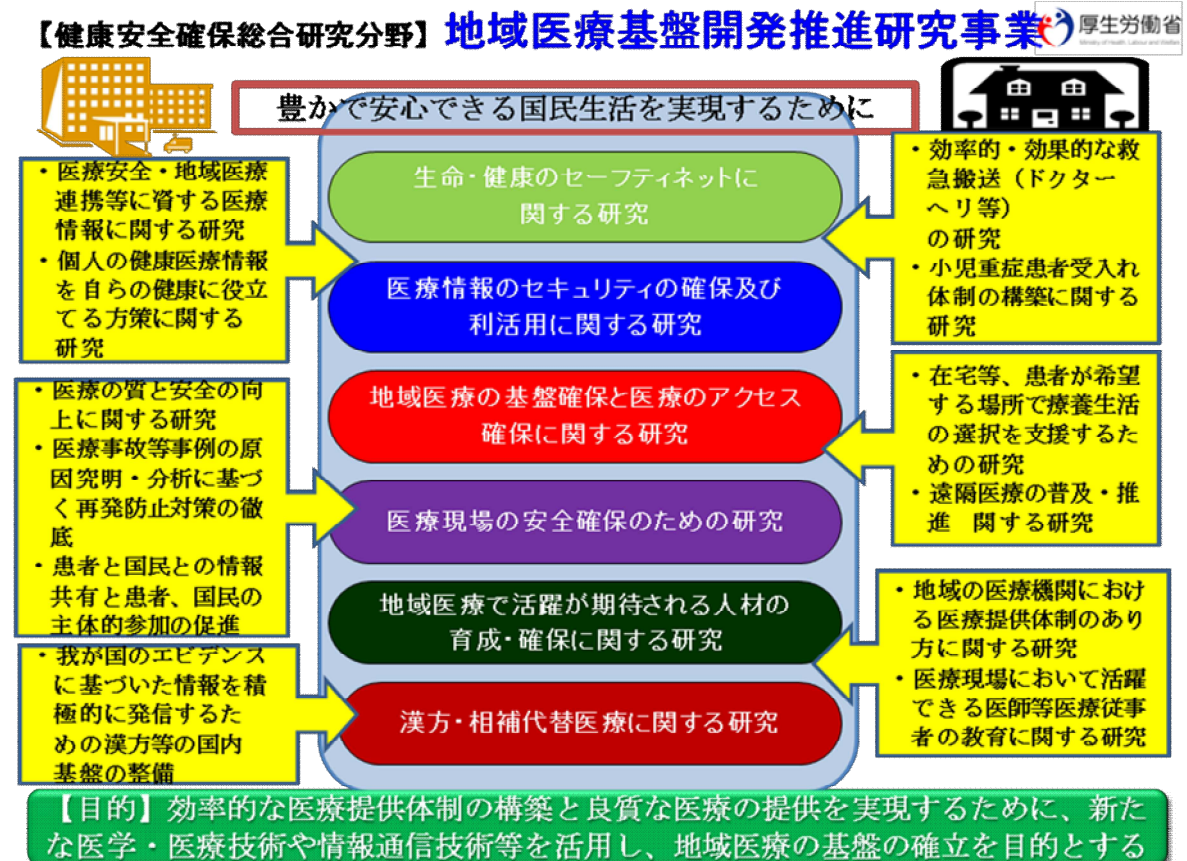 【健康安全確保総合研究分野】地域医療基盤開発推進研究事業
厚生労働省
Ministry of Health, Labour and Welfare
豊かで安心できる国民生活を実現するために
・医療安全・地域医療
連携等に資する医療
情報に関する研究
・個人の健康医療情報
を自らの健康に役立
てる方策に関する
研究
・医療の質と安全の向
上に関する研究
・医療事故等事例の原
因究明・分析に基づ
く再発防止対策の徹
底
・患者と国民との情報
共有と患者、国民の
主体的参加の促進
・我が国のエビデンス
に基づいた情報を積
極的に発信するた
めの漢方等の国内
基盤の整備
生命・健康のセーフティネットに
関する研究
医療情報のセキュリティの確保及び
利活用に関する研究
地域医療の基盤確保と医療のアクセス
確保に関する研究
医療現場の安全確保のための研究
地域医療で活躍が期待される人材の
育成・確保に関する研究
漢方・相補代替医療に関する研究
・効率的・効果的な救
急搬送（ドクター
ヘリ等）
の研究
・小児重症患者受入れ
体制の構築に関する
研究
・在宅等、患者が希望
する場所で療養生活
の選択を支援するた
めの研究
・遠隔医療の普及・推
進　関する研究
・地域の医療機関におけ
る医療提供体制のあり
方に関する研究
・医療現場において活躍
できる医師等医療従事
者の教育に関する研究
【目的】効率的な医療提供体制の構築と良質な医療の提供を実現するために、新た
な医学・医療技術や情報通信技術等を活用し、地域医療の基盤の確立を目的とする